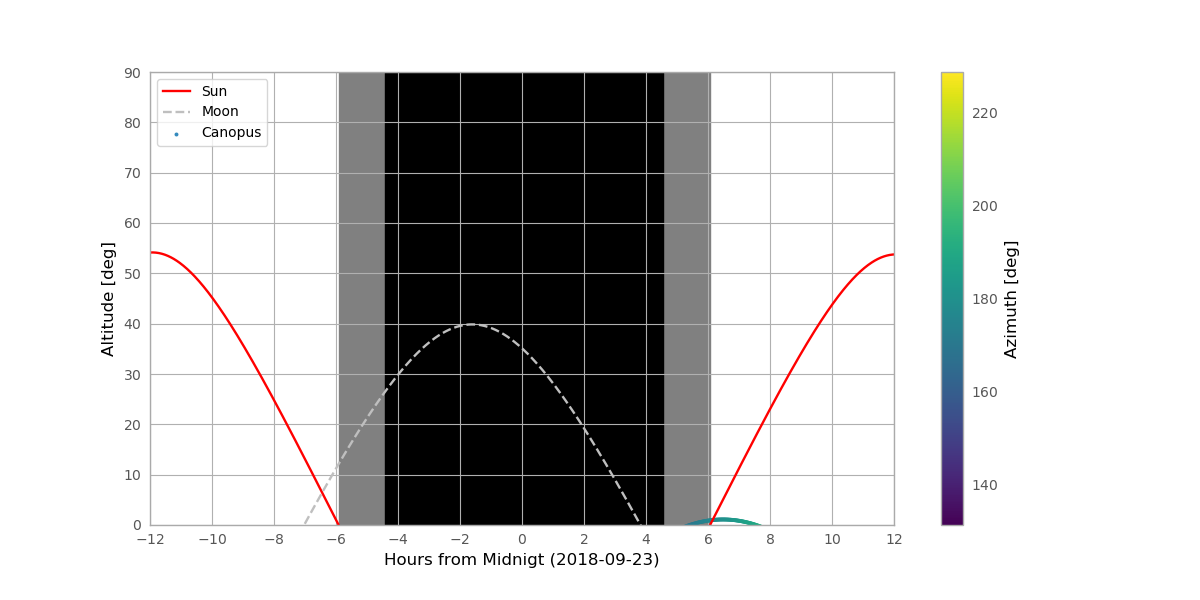 90
80
70
60
50
40
30
20
10
0
Altitude [deg]
Sun
Moon
Canopus
−12 −10 −8 −6 −4 −2 0 2 4 6 8 10 12
Hours from Midnigt (2018-09-23)
220
200
180
160
140
Azimuth [deg]